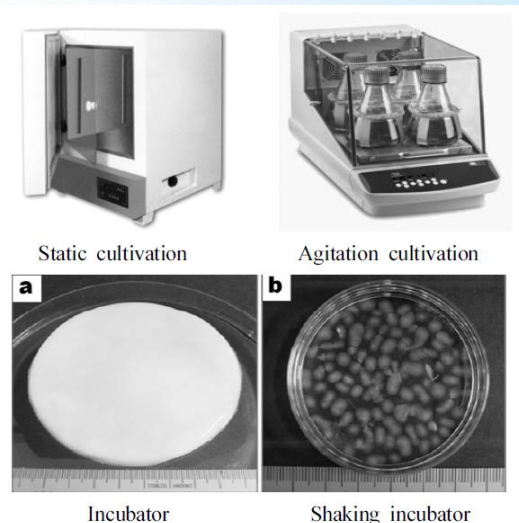 Static cultivation
Agitation cultivation
a
b
Incubator
Shaking incubator